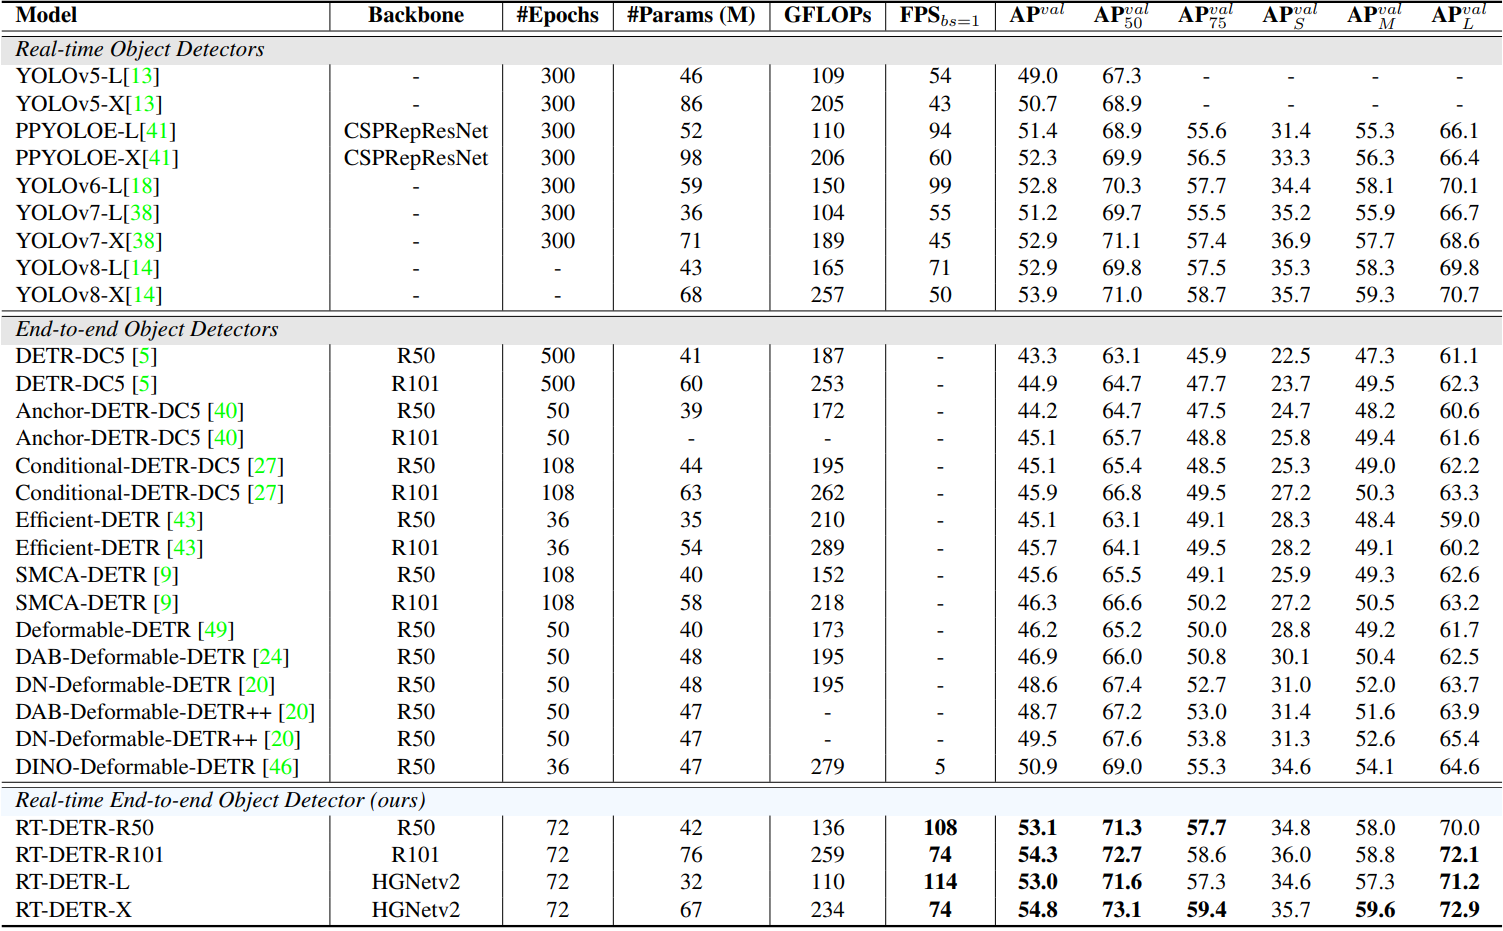 Model Backbone #Epochs #Params (M) GFLOPs FPS_bs=1 AP^val AP^val_50 AP^val_75 AP^val_S AP^val_M AP^val_L
Real-time Object Detectors
YOLOv5-L[13] - 300 46 109 54 49.0 67.3 - - - -
YOLOv5-X[13] - 300 86 205 43 50.7 68.9 - - - -
PPYOLOE-L[41] CSPRepResNet 300 52 110 94 51.4 68.9 55.6 31.4 55.3 66.1
PPYOLOE-X[41] CSPRepResNet 300 98 206 60 52.3 69.9 56.5 33.3 56.3 66.4
YOLOv6-L[18] - 300 59 150 99 52.8 70.3 57.7 34.4 58.1 70.1
YOLOv7-L[38] - 300 36 104 55 51.2 69.7 55.5 35.2 55.9 66.7
YOLOv7-X[38] - 300 71 189 45 52.9 71.1 57.4 36.9 57.7 68.6
YOLOv8-L[14] - - 43 165 71 52.9 69.8 57.5 35.3 58.3 69.8
YOLOv8-X[14] - - 68 257 50 53.9 71.0 58.7 35.7 59.3 70.7
End-to-end Object Detectors
DETR-DC5 [5] R50 500 41 187 - 43.3 63.1 45.9 22.5 47.3 61.1
DETR-DC5 [5] R101 500 60 253 - 44.9 64.7 47.7 23.7 49.5 62.3
Anchor-DETR-DC5 [40] R50 50 39 172 - 44.2 64.7 47.5 24.7 48.2 60.6
Anchor-DETR-DC5 [40] R101 50 - - - 45.1 65.7 48.8 25.8 49.4 61.6
Conditional-DETR-DC5 [27] R50 108 44 195 - 45.1 65.4 48.5 25.3 49.0 62.2
Conditional-DETR-DC5 [27] R101 108 63 262 - 45.9 66.8 49.5 27.2 50.3 63.3
Efficient-DETR [43] R50 36 35 210 - 45.1 63.1 49.1 28.3 48.4 59.0
Efficient-DETR [43] R101 36 54 289 - 45.7 64.1 49.5 28.2 49.1 60.2
SMCA-DETR [9] R50 108 40 152 - 45.6 65.5 49.1 25.9 49.3 62.6
SMCA-DETR [9] R101 108 58 218 - 46.3 66.6 50.2 27.2 50.5 63.2
Deformable-DETR [49] R50 50 40 173 - 46.2 65.2 50.0 28.8 49.2 61.7
DAB-Deformable-DETR [24] R50 50 48 195 - 46.9 66.0 50.8 30.1 50.4 62.5
DN-Deformable-DETR [20] R50 50 48 195 - 48.6 67.4 52.7 31.0 52.0 63.7
DAB-Deformable-DETR++ [20] R50 50 47 - - 48.7 67.2 53.0 31.4 51.6 63.9
DN-Deformable-DETR++ [20] R50 50 47 - - 49.5 67.6 53.8 31.3 52.6 65.4
DINO-Deformable-DETR [46] R50 36 47 279 5 50.9 69.0 55.3 34.6 54.1 64.6
Real-time End-to-end Object Detector (ours)
RT-DETR-R50 R50 72 42 136 108 53.1 71.3 57.7 34.8 58.0 70.0
RT-DETR-R101 R101 72 76 259 74 54.3 72.7 58.6 36.0 58.8 72.1
RT-DETR-L HGNetv2 72 32 110 114 53.0 71.6 57.3 34.6 57.3 71.2
RT-DETR-X HGNetv2 72 67 234 74 54.8 73.1 59.4 35.7 59.6 72.9